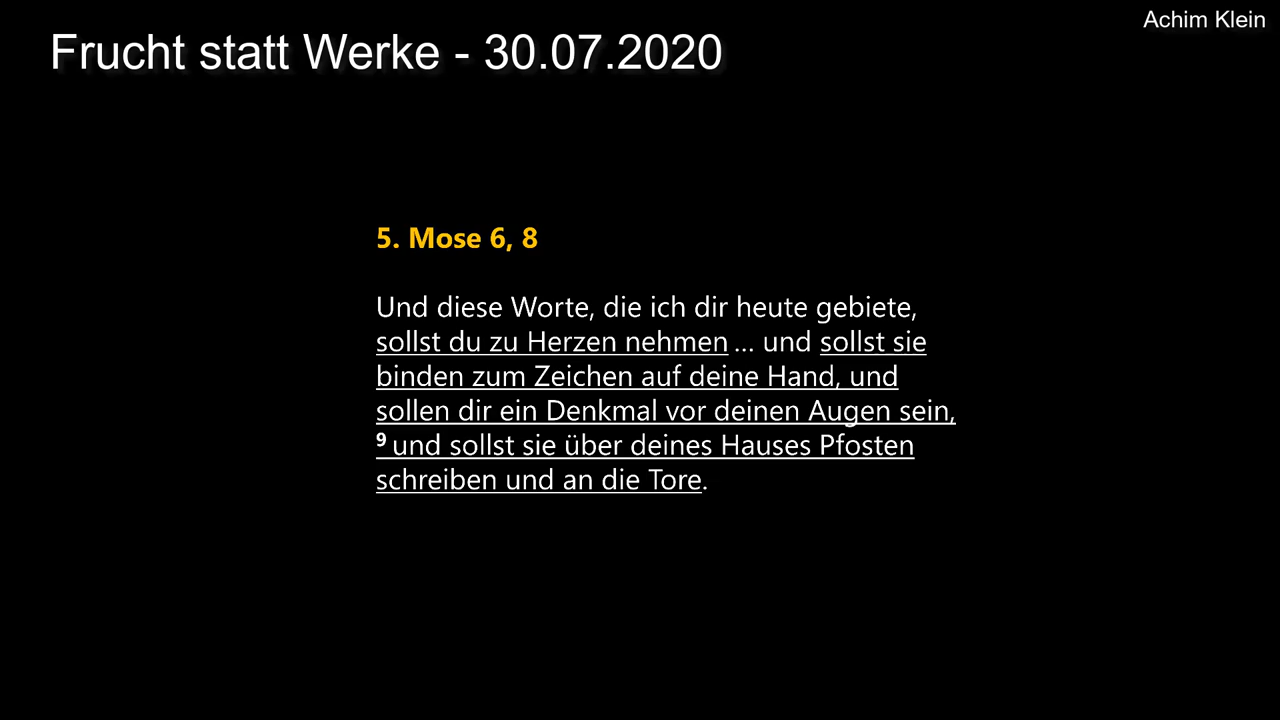 Achim Klein
Frucht statt Werke - 30.07.2020
5. Mose 6, 8
Und diese Worte, die ich dir heute gebiete,
sollst du zu Herzen nehmen ... und sollst sie
binden zum Zeichen auf deine Hand, und
sollen dir ein Denkmal vor deinen Augen sein,
9 und sollst sie über deines Hauses Pfosten
schreiben und an die Tore.